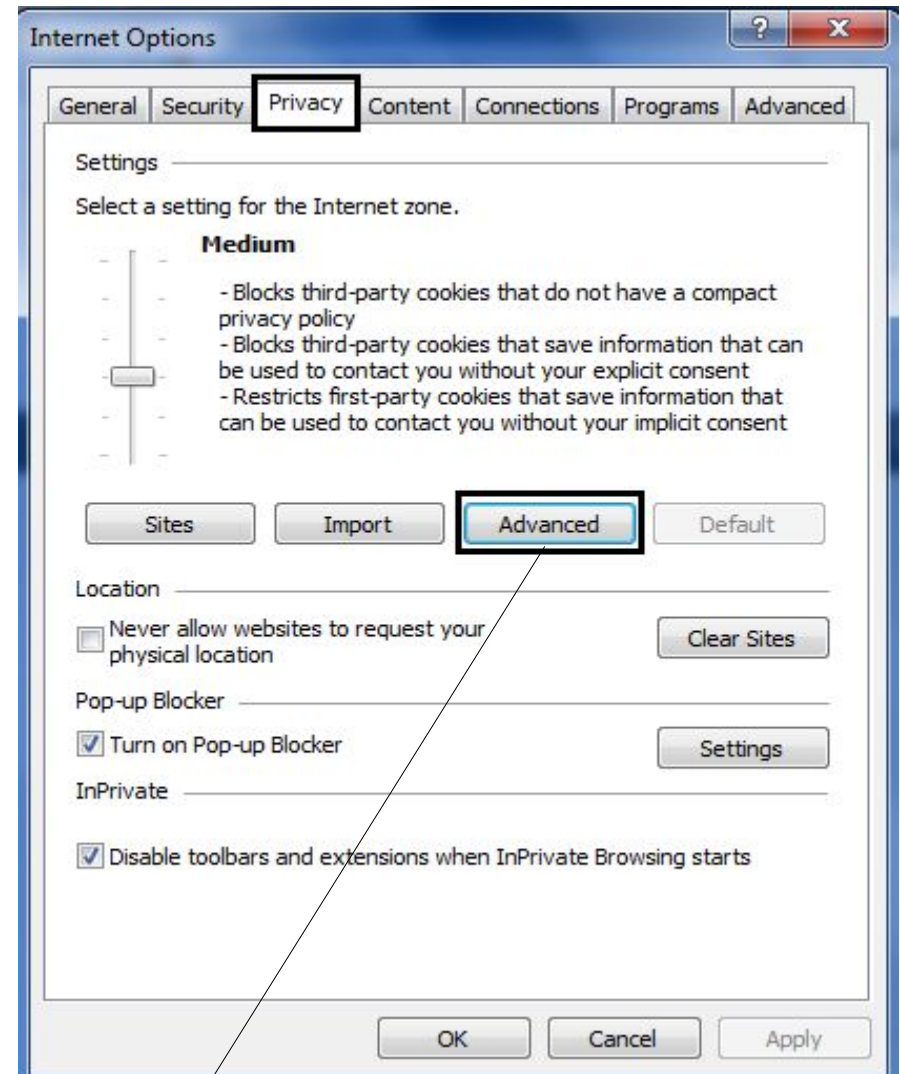 Internet Options
?
X
General Security Privacy Content Connections Programs Advanced
Settings
Select a setting for the Internet zone.
Medium
- Blocks third-party cookies that do not have a compact
privacy policy
- Blocks third-party cookies that save information that can
be used to contact you without your explicit consent
- Restricts first-party cookies that save information that
can be used to contact you without your implicit consent
Sites Import Advanced Default
Location
Never allow websites to request your
physical location
Clear Sites
Pop-up Blocker
Turn on Pop-up Blocker
Settings
InPrivate
Disable toolbars and extensions when InPrivate Browsing starts
OK Cancel Apply